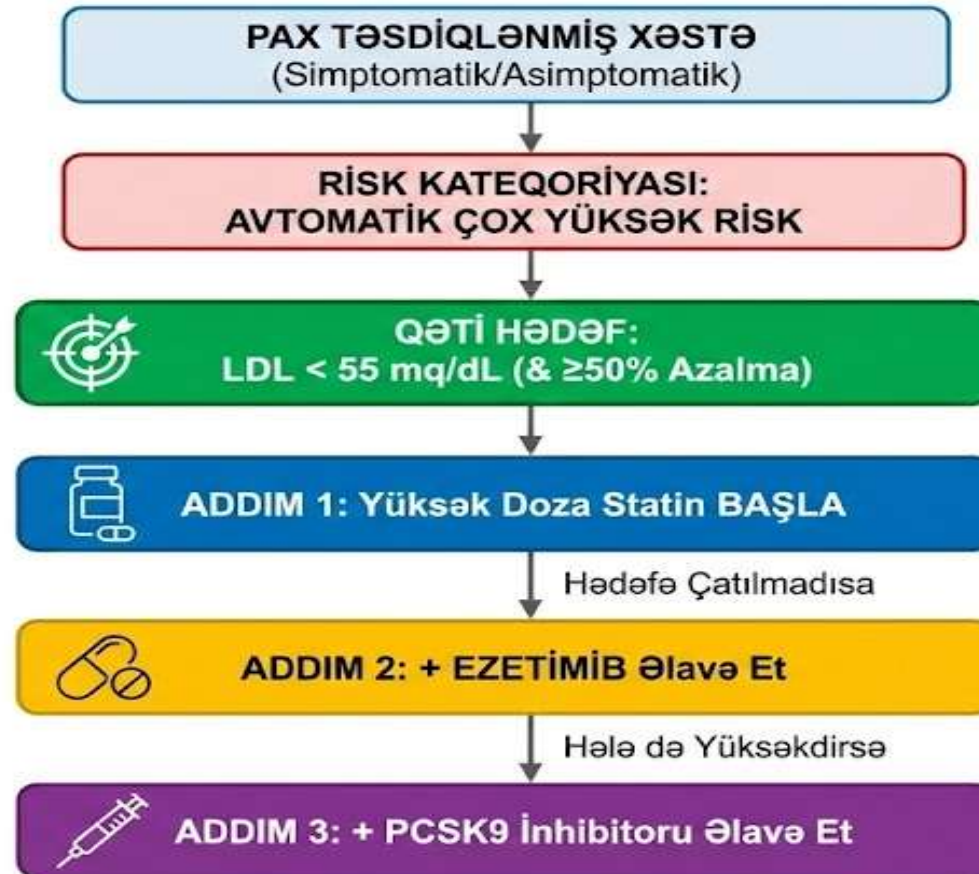 PAX TƏSDİQLƏNMİŞ XƏSTƏ
(Simptomatik/Asimptomatik)
RİSK KATEQORİYASI:
AVTOMATİK ÇOX YÜKSƏK RİSK
QƏTİ HƏDƏF:
LDL < 55 mq/dL (& ≥50% Azalma)
ADDIM 1: Yüksək Doza Statin BAŞLA
Hədəfə Çatılmadısa
ADDIM 2: + EZETİMİB Əlavə Et
Hələ də Yüksəkdirsə
ADDIM 3: + PCSK9 İnhibitoru Əlavə Et